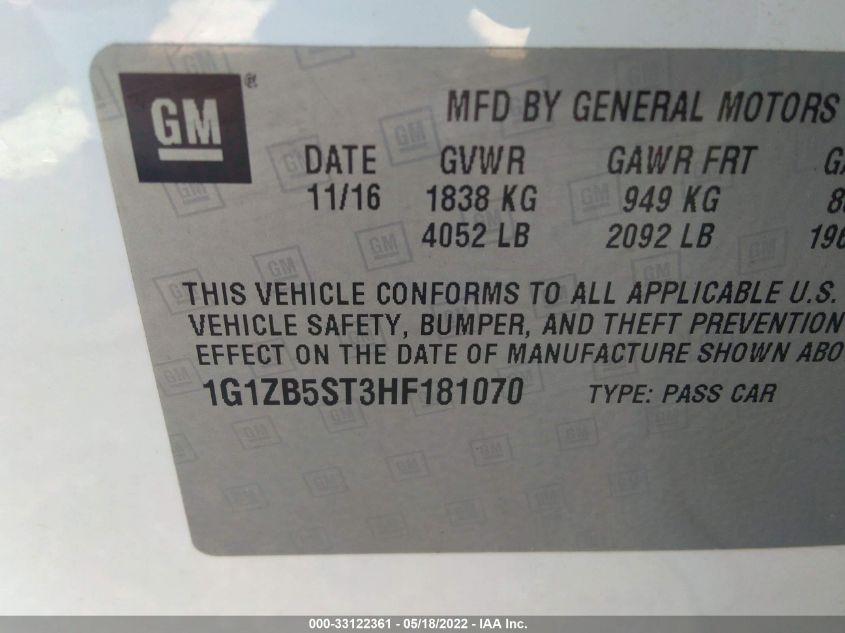 GM ®
MFD BY GENERAL MOTORS
DATE GVWR GAWR FRT
11/16 1838 KG 949 KG
4052 LB 2092 LB
THIS VEHICLE CONFORMS TO ALL APPLICABLE U.S.
VEHICLE SAFETY, BUMPER, AND THEFT PREVENTION
EFFECT ON THE DATE OF MANUFACTURE SHOWN
1G1ZB5ST3HF181070 TYPE: PASS CAR
000-33122361 - 05/18/2022 - IAA Inc.